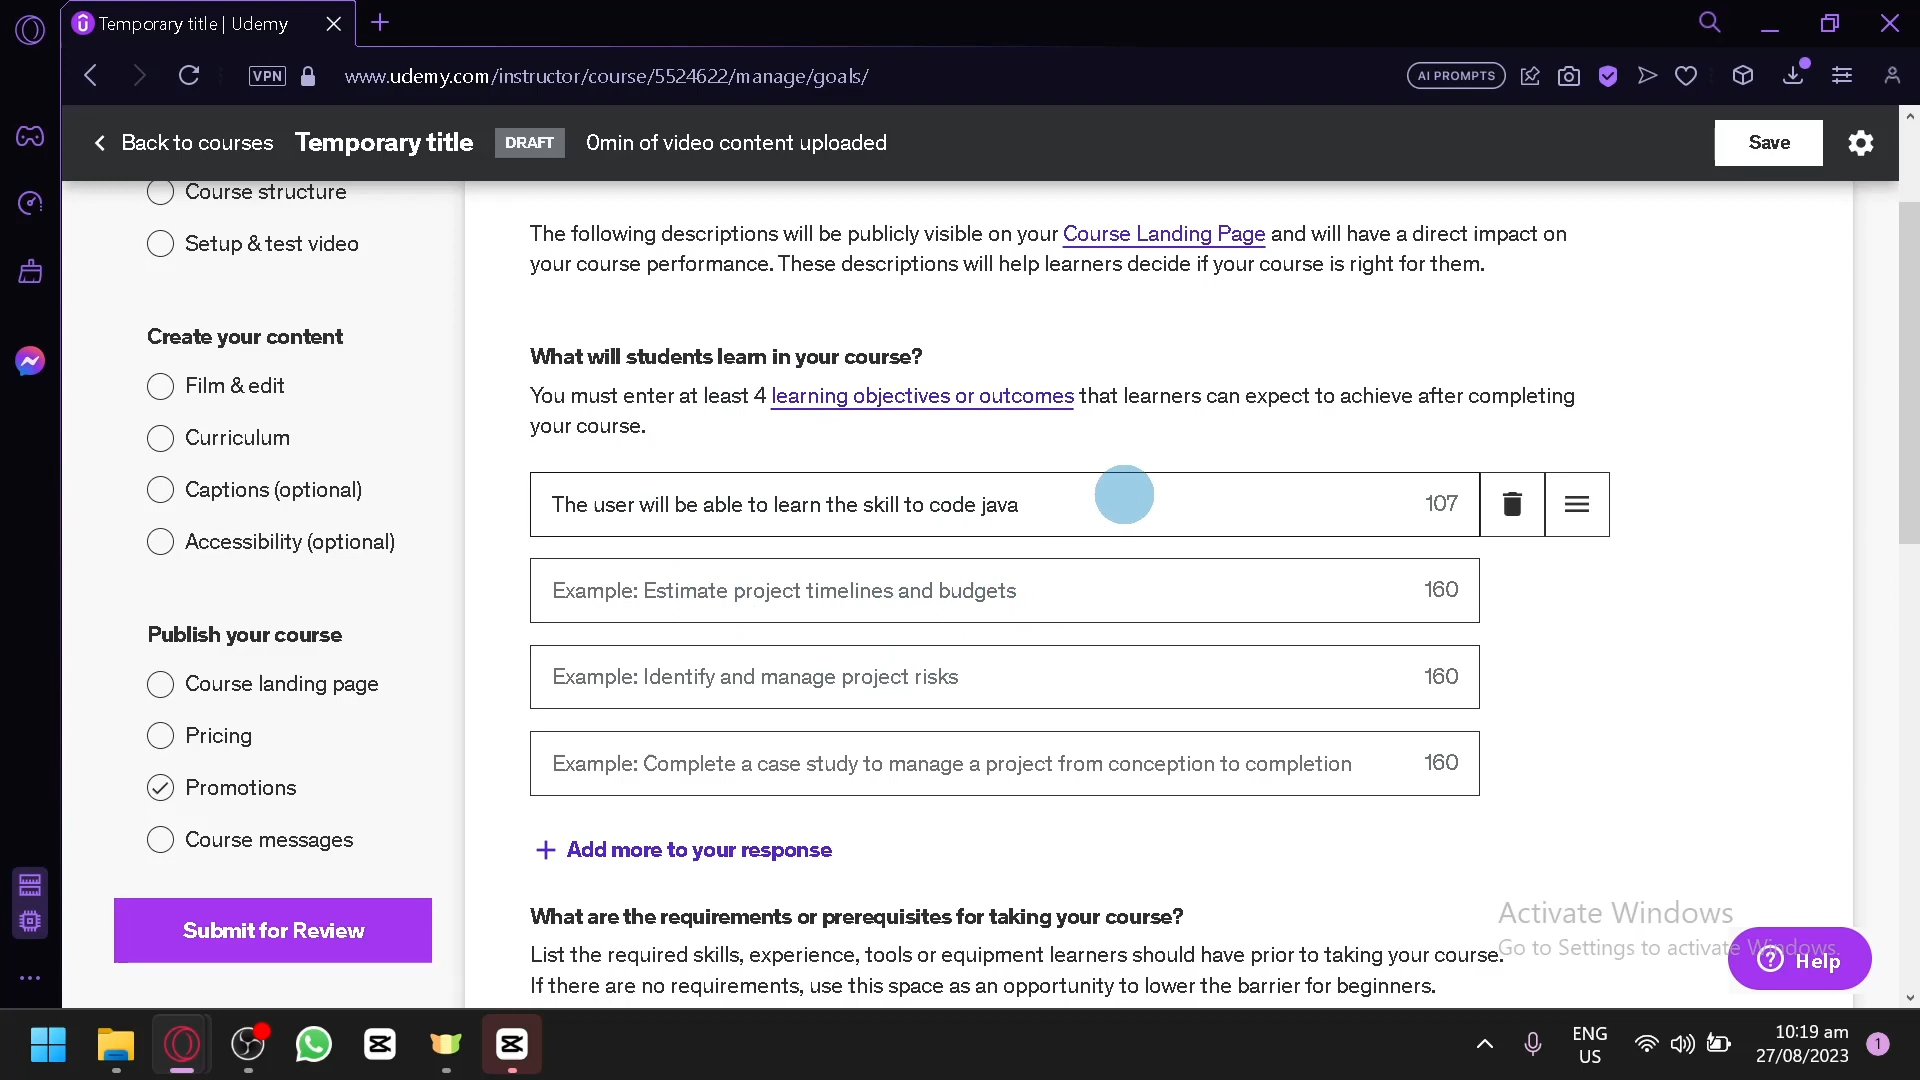 Temporary title | Udemy
VPN
www.udemy.com/instructor/course/5524622/manage/goals/
AI PROMPTS
Back to courses
Temporary title
DRAFT
0min of video content uploaded
Save
Course structure
Setup & test video
Create your content
Film & edit
Curriculum
Captions (optional)
Accessibility (optional)
Publish your course
Course landing page
Pricing
Promotions
Course messages
Submit for Review
The following descriptions will be publicly visible on your Course Landing Page and will have a direct impact on
your course performance. These descriptions will help learners decide if your course is right for them.
What will students learn in your course?
You must enter at least 4 learning objectives or outcomes that learners can expect to achieve after completing
your course.
The user will be able to learn the skill to code java 107
Example: Estimate project timelines and budgets 160
Example: Identify and manage project risks 160
Example: Complete a case study to manage a project from conception to completion 160
+ Add more to your response
What are the requirements or prerequisites for taking your course?
List the required skills, experience, tools or equipment learners should have prior to taking your course.
If there are no requirements, use this space as an opportunity to lower the barrier for beginners.
Activate Windows
Go to Settings to activate Windows.
Help
ENG
US
10:19 am
27/08/2023
1